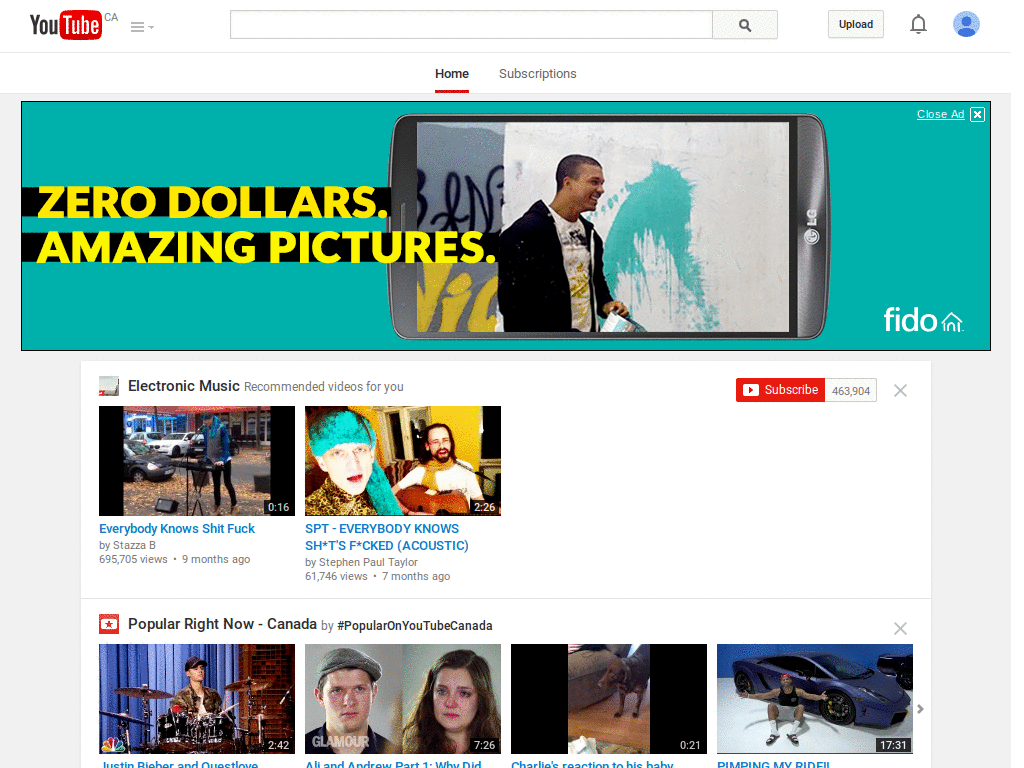 YouTube CA
Upload
Home Subscriptions
Close Ad
ZERO DOLLARS.
AMAZING PICTURES.
LG
fido
Electronic Music Recommended videos for you
Subscribe 463,904
0:16
2:26
Everybody Knows Shit Fuck
by Stazza B
695,705 views • 9 months ago
SPT - EVERYBODY KNOWS
SH*T'S F*CKED (ACOUSTIC)
by Stephen Paul Taylor
61,746 views • 7 months ago
Popular Right Now - Canada by #PopularOnYouTubeCanada
2:42
GLAMOUR
7:26
0:21
17:31
Justin Bieber and Questlove
Ali and Andrew Part 1: Why Did
Charlie's reaction to his baby
PIMPING MY RIDE!!